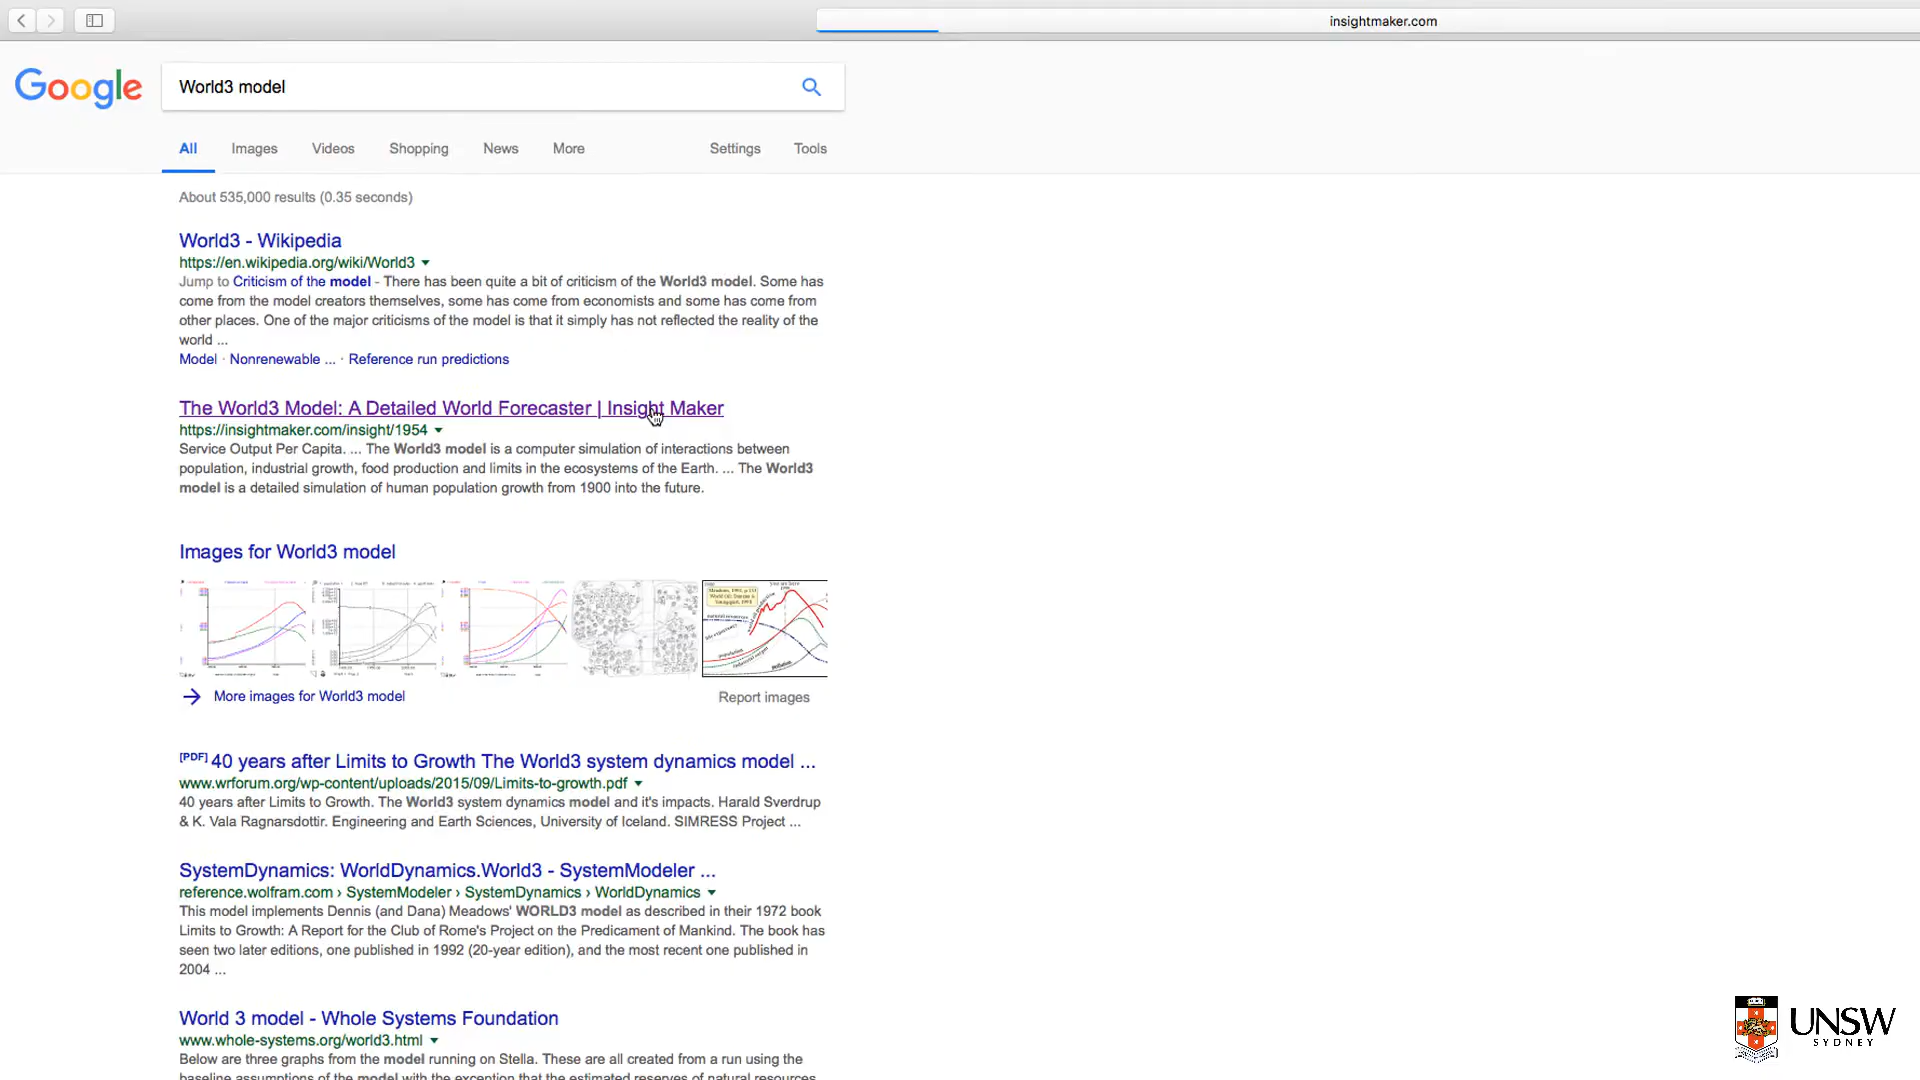 insightmaker.com
Google
World3 model
All Images Videos Shopping News More Settings Tools
About 535,000 results (0.35 seconds)
World3 - Wikipedia
https://en.wikipedia.org/wiki/World3
Jump to Criticism of the model - There has been quite a bit of criticism of the World3 model. Some has
come from the model creators themselves, some has come from economists and some has come from
other places. One of the major criticisms of the model is that it simply has not reflected the reality of the
world ...
Model · Nonrenewable ... · Reference run predictions
The World3 Model: A Detailed World Forecaster | Insight Maker
https://insightmaker.com/insight/1954
Service Output Per Capita. ... The World3 model is a computer simulation of interactions between
population, industrial growth, food production and limits in the ecosystems of the Earth. ... The World3
model is a detailed simulation of human population growth from 1900 into the future.
Images for World3 model
More images for World3 model
Report images
[PDF] 40 years after Limits to Growth The World3 system dynamics model ...
www.wrforum.org/wp-content/uploads/2015/09/Limits-to-growth.pdf
40 years after Limits to Growth. The World3 system dynamics model and it's impacts. Harald Sverdrup
& K. Vala Ragnarsdottir. Engineering and Earth Sciences, University of Iceland. SIMRESS Project ...
SystemDynamics: WorldDynamics.World3 - SystemModeler ...
reference.wolfram.com › SystemModeler › SystemDynamics › WorldDynamics
This model implements Dennis (and Dana) Meadows' WORLD3 model as described in their 1972 book
Limits to Growth: A Report for the Club of Rome's Project on the Predicament of Mankind. The book has
seen two later editions, one published in 1992 (20-year edition), and the most recent one published in
2004 ...
World 3 model - Whole Systems Foundation
www.whole-systems.org/world3.html
Below are three graphs from the model running on Stella. These are all created from a run using the
baseline assumptions of the model with the exception that the estimated reserves of natural resources
UNSW
SYDNEY